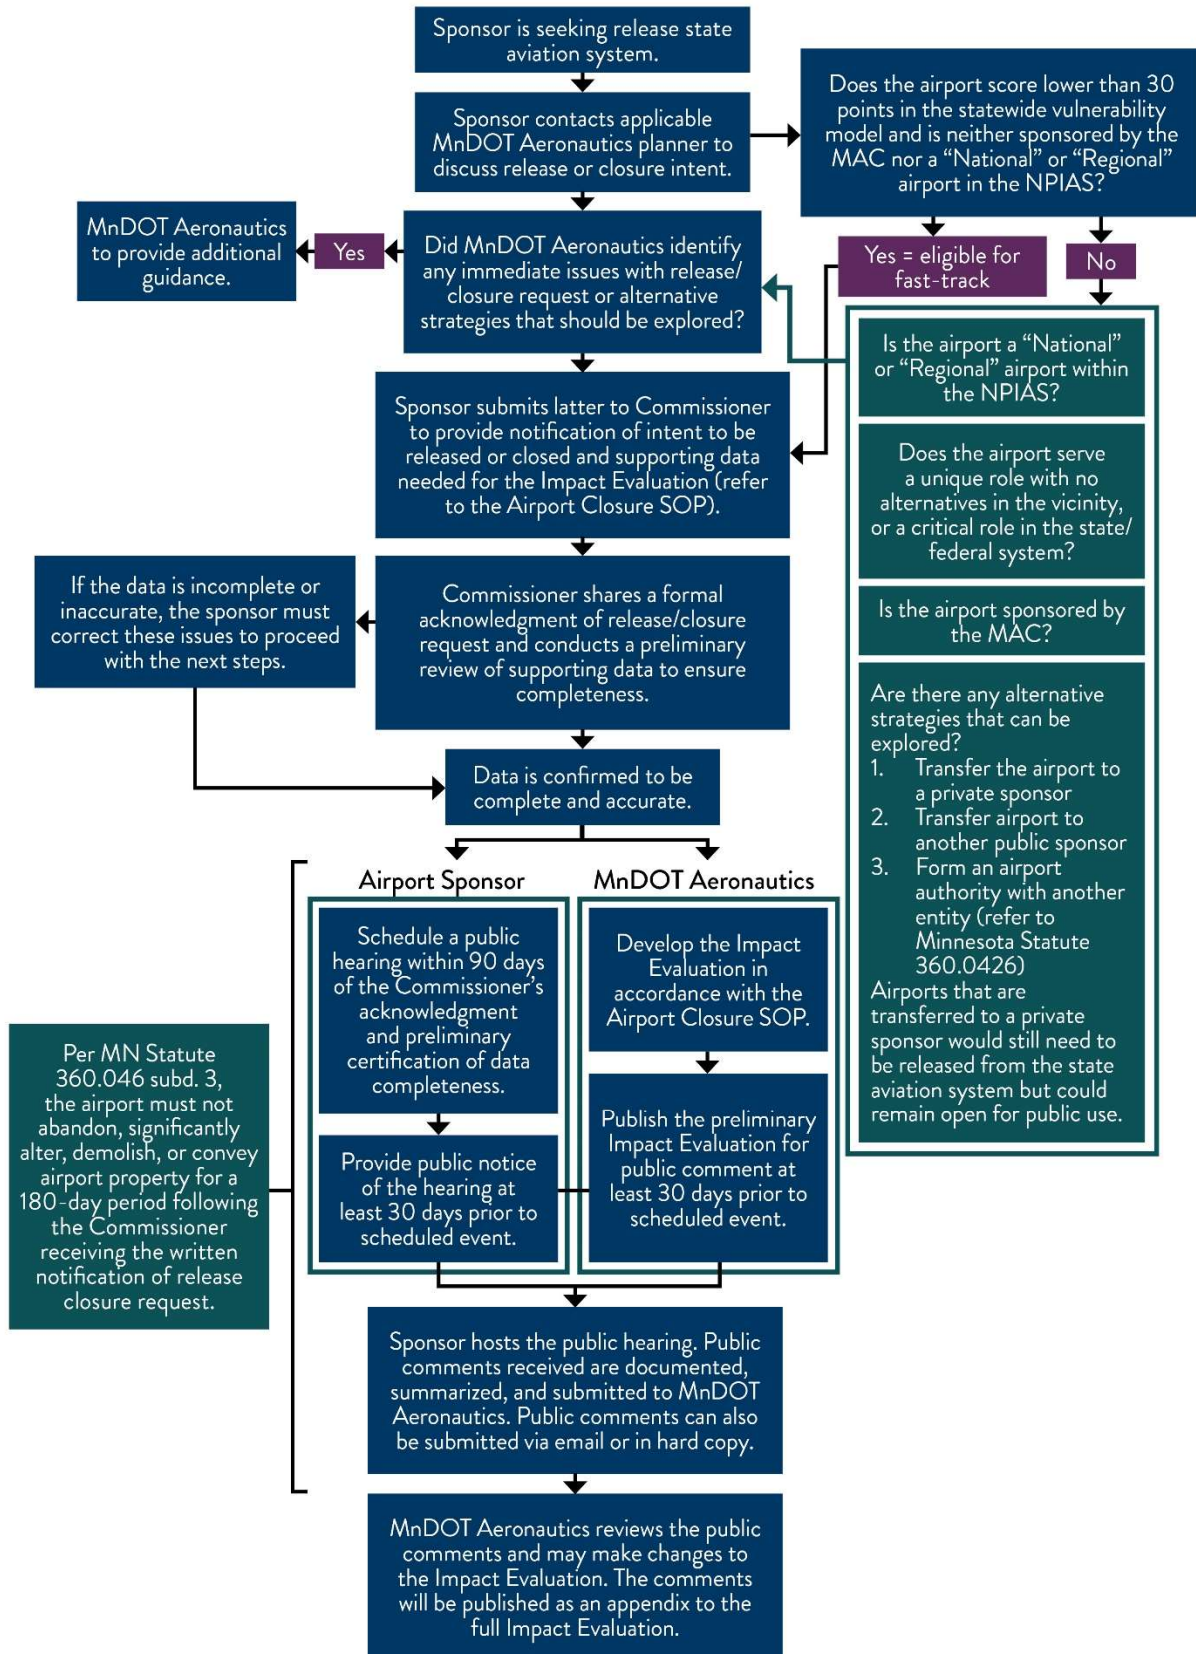 Sponsor is seeking release state
aviation system.
Sponsor contacts applicable
MnDOT Aeronautics planner to
discuss release or closure intent.
Does the airport score lower than 30
points in the statewide vulnerability
model and is neither sponsored by the
MAC nor a “National” or “Regional”
airport in the NPIAS?
MnDOT Aeronautics
to provide additional
guidance.
Yes
Did MnDOT Aeronautics identify
any immediate issues with release/
closure request or alternative
strategies that should be explored?
Yes = eligible for
fast-track
No
Is the airport a “National”
or “Regional” airport within
the NPIAS?
Does the airport serve
a unique role with no
alternatives in the vicinity,
or a critical role in the state/
federal system?
Is the airport sponsored by
the MAC?
Are there any alternative
strategies that can be
explored?
1. Transfer the airport to
a private sponsor
2. Transfer airport to
another public sponsor
3. Form an airport
authority with another
entity (refer to
Minnesota Statute
360.0426)
Airports that are
transferred to a private
sponsor would still need to
be released from the state
aviation system but could
remain open for public use.
Sponsor submits latter to Commissioner
to provide notification of intent to be
released or closed and supporting data
needed for the Impact Evaluation (refer
to the Airport Closure SOP).
If the data is incomplete or
inaccurate, the sponsor must
correct these issues to proceed
with the next steps.
Commissioner shares a formal
acknowledgment of release/closure
request and conducts a preliminary
review of supporting data to ensure
completeness.
Data is confirmed to be
complete and accurate.
Airport Sponsor
Schedule a public
hearing within 90 days
of the Commissioner’s
acknowledgment
and preliminary
certification of data
completeness.
Provide public notice
of the hearing at
least 30 days prior to
scheduled event.
MnDOT Aeronautics
Develop the Impact
Evaluation in
accordance with the
Airport Closure SOP.
Publish the preliminary
Impact Evaluation for
public comment at
least 30 days prior to
scheduled event.
Per MN Statute
360.046 subd. 3,
the airport must not
abandon, significantly
alter, demolish, or convey
airport property for a
180-day period following
the Commissioner
receiving the written
notification of release
closure request.
Sponsor hosts the public hearing. Public
comments received are documented,
summarized, and submitted to MnDOT
Aeronautics. Public comments can also
be submitted via email or in hard copy.
MnDOT Aeronautics reviews the public
comments and may make changes to
the Impact Evaluation. The comments
will be published as an appendix to the
full Impact Evaluation.